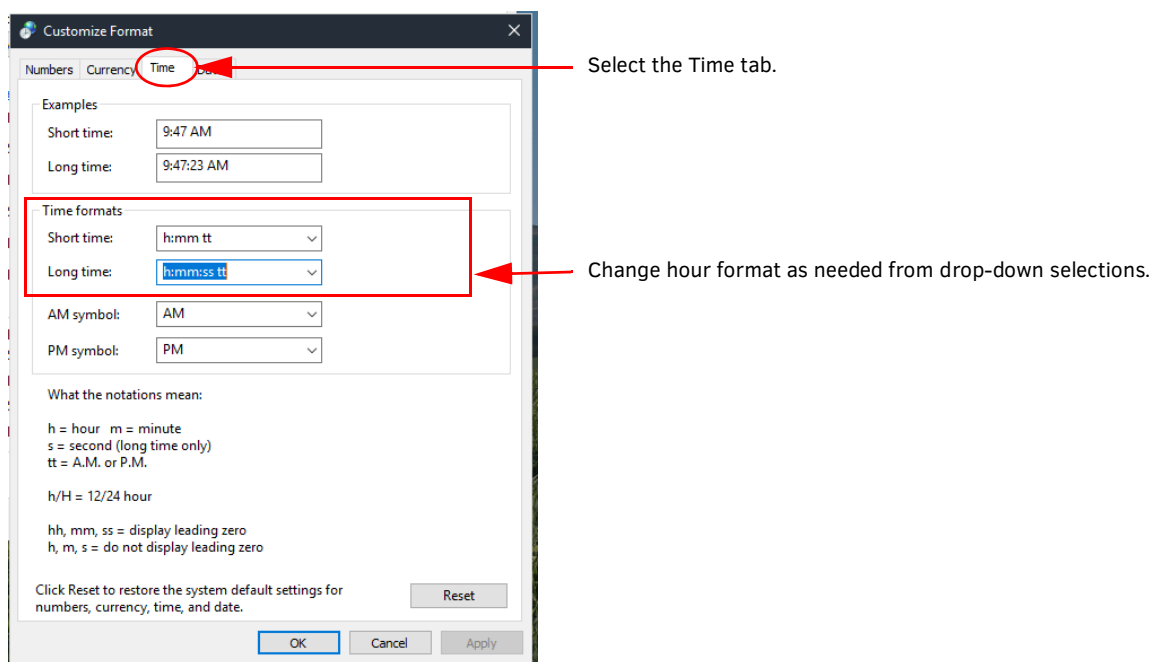 Customize Format
Numbers Currency Time
Select the Time tab.
Examples
Short time: 9:47 AM
Long time: 9:47:23 AM
Time formats
Short time: h:mm tt
Long time: h:mm:ss tt
Change hour format as needed from drop-down selections.
AM symbol: AM
PM symbol: PM
What the notations mean:
h = hour m = minute
s = second (long time only)
tt = A.M. or P.M.
h/H = 12/24 hour
hh, mm, ss = display leading zero
h, m, s = do not display leading zero
Click Reset to restore the system default settings for
numbers, currency, time, and date.
Reset
OK Cancel Apply